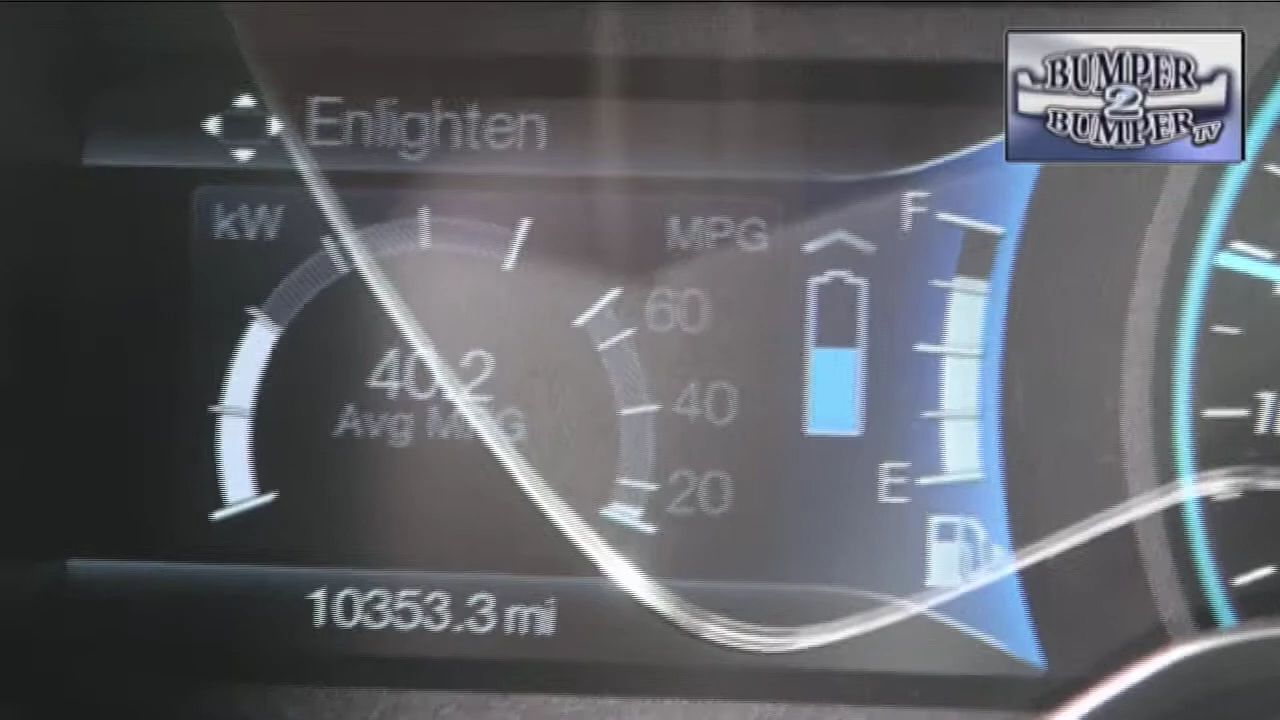 BUMPER
2
BUMPER TV
Enlighten
kW
MPG
F
60
40.2
Avg MPG
40
20
E
10353.3 mi